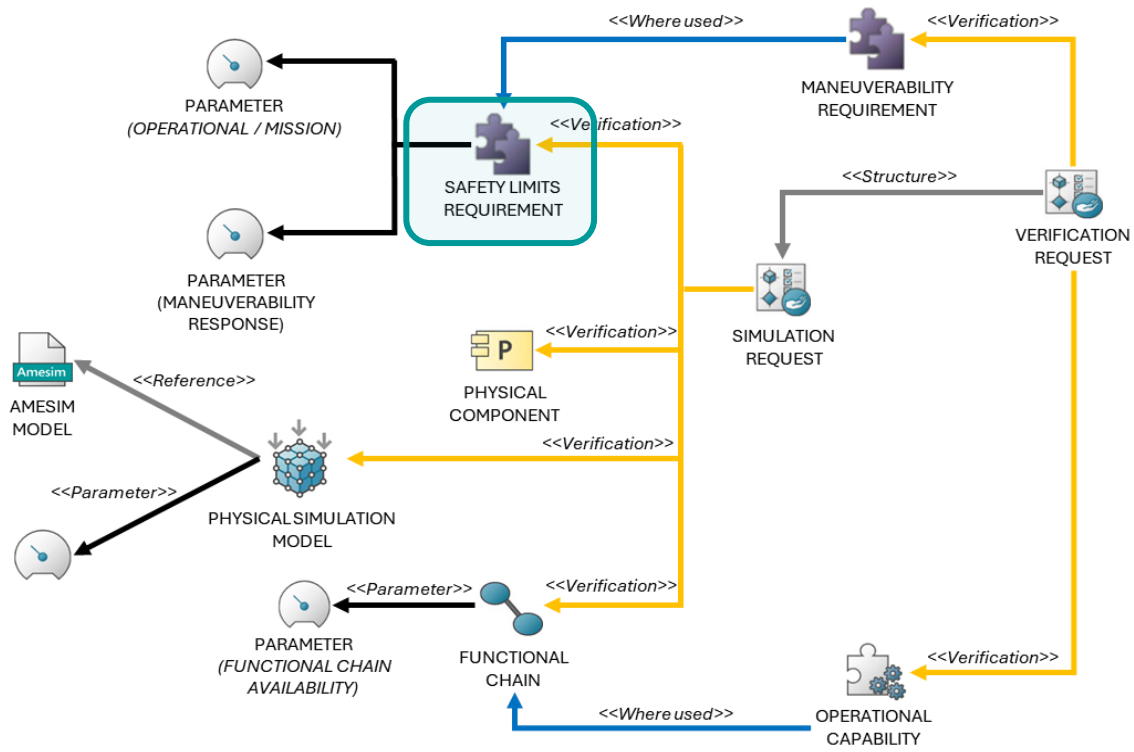 <<Where used>>
<<Verification>>
PARAMETER
(OPERATIONAL / MISSION)
MANEUVERABILITY
REQUIREMENT
<<Verification>>
SAFETY LIMITS
REQUIREMENT
<<Structure>>
VERIFICATION
REQUEST
PARAMETER
(MANEUVERABILITY
RESPONSE)
SIMULATION
REQUEST
<<Verification>>
P
PHYSICAL
COMPONENT
Amesim
AMESIM
MODEL
<<Reference>>
<<Verification>>
<<Parameter>>
PHYSICAL SIMULATION
MODEL
<<Parameter>>
<<Verification>>
PARAMETER
(FUNCTIONAL CHAIN
AVAILABILITY)
FUNCTIONAL
CHAIN
<<Verification>>
<<Where used>>
OPERATIONAL
CAPABILITY